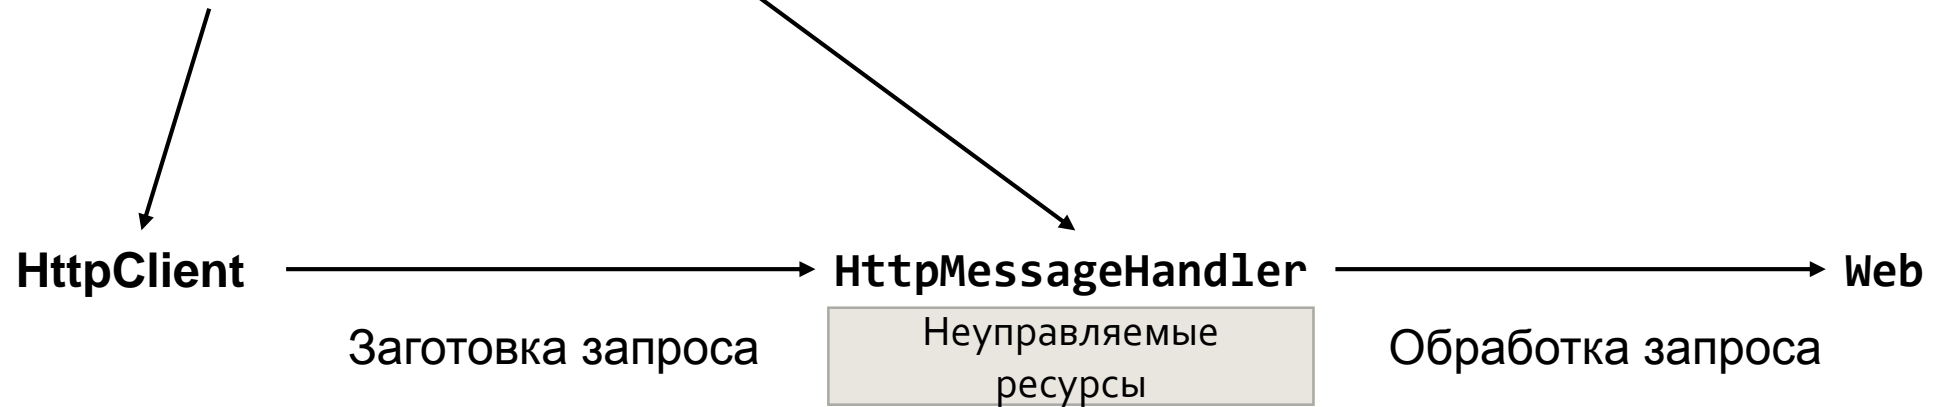 HttpClient
HttpMessageHandler
Web
Заготовка запроса
Неуправляемые
ресурсы
Обработка запроса